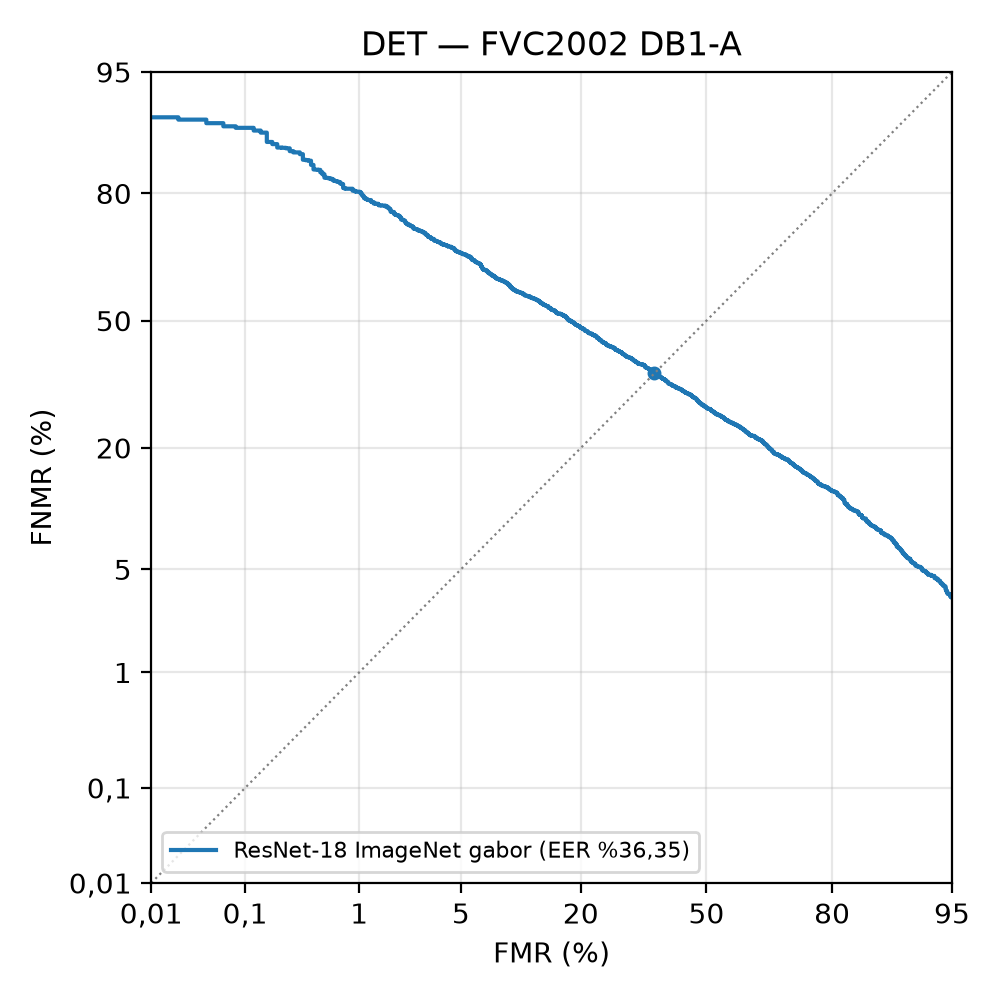 DET — FVC2002 DB1-A
FNMR (%)
95
80
50
20
5
1
0,1
0,01
ResNet-18 ImageNet gabor (EER %36,35)
0,01 0,1 1 5 20 50 80 95
FMR (%)